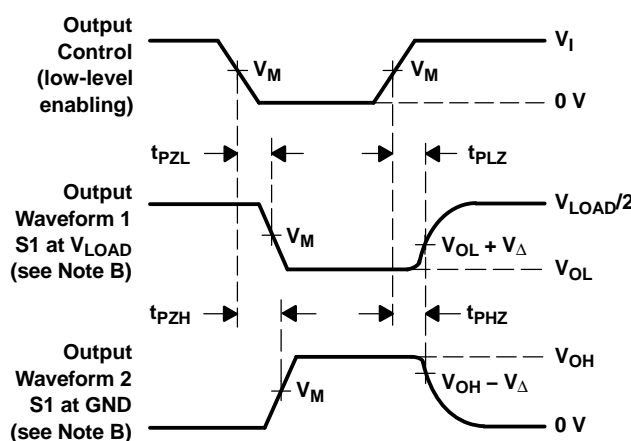 Output
Control
(low-level
enabling)
V_M
V_M
V_I
0 V
t_PZL
t_PLZ
Output
Waveform 1
S1 at V_LOAD
(see Note B)
V_M
V_LOAD/2
V_OL + V_Δ
V_OL
t_PZH
t_PHZ
Output
Waveform 2
S1 at GND
(see Note B)
V_M
V_OH
V_OH − V_Δ
0 V